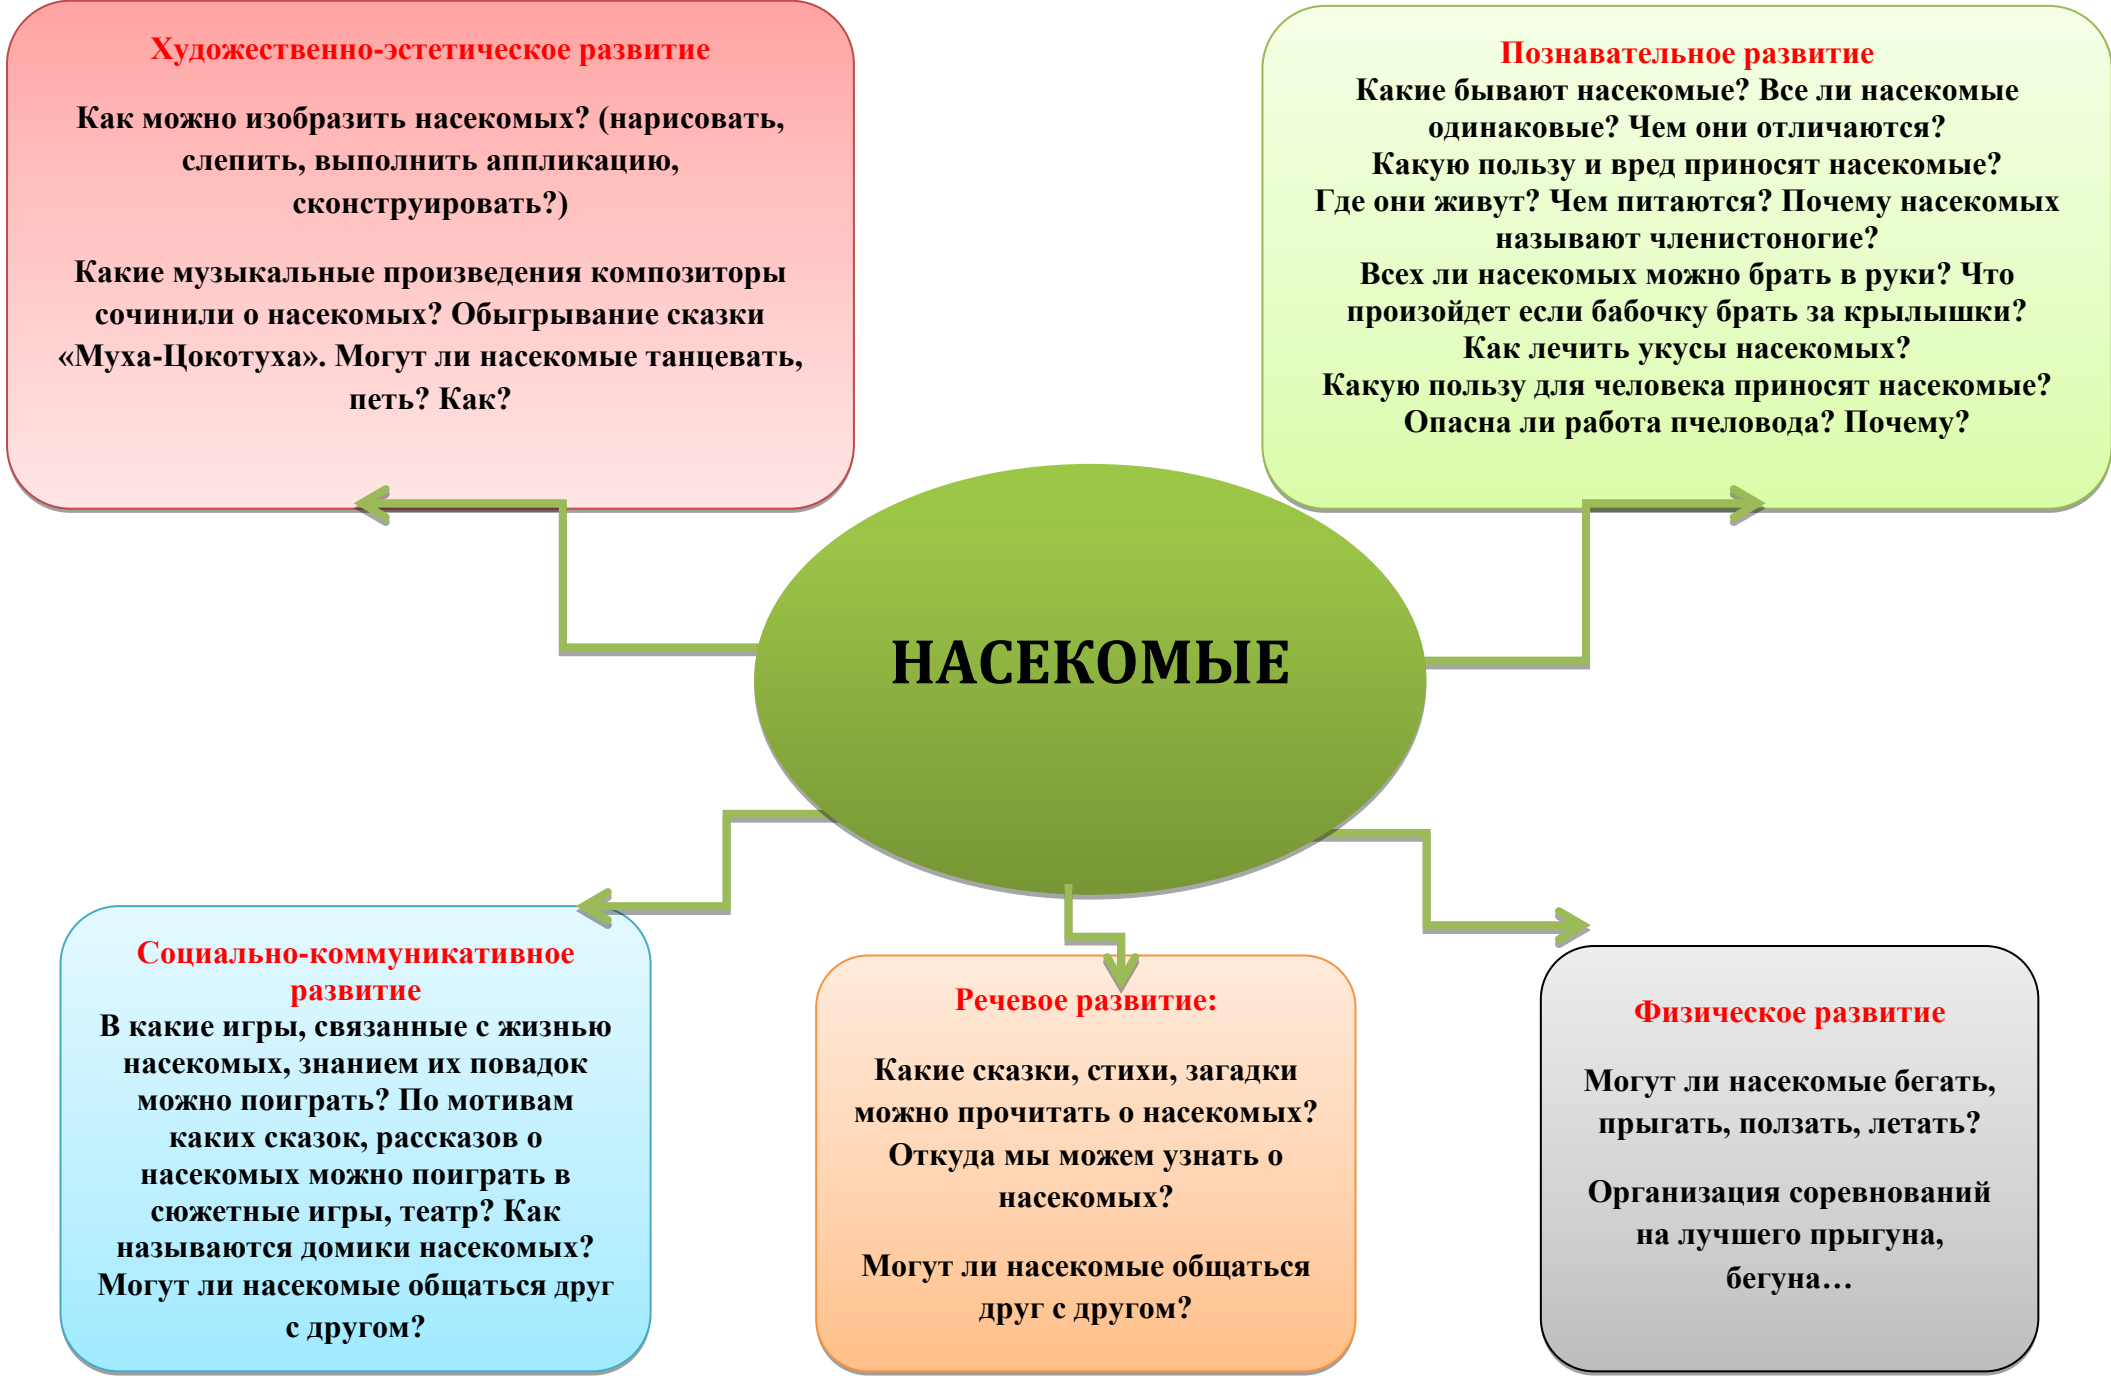 Художественно-эстетическое развитие
Как можно изобразить насекомых? (нарисовать,
слепить, выполнить аппликацию,
сконструировать?)
Какие музыкальные произведения композиторы
сочинили о насекомых? Обыгрывание сказки
«Муха-Цокотуха». Могут ли насекомые танцевать,
петь? Как?
Познавательное развитие
Какие бывают насекомые? Все ли насекомые
одинаковые? Чем они отличаются?
Какую пользу и вред приносят насекомые?
Где они живут? Чем питаются? Почему насекомых
называют членистоногие?
Всех ли насекомых можно брать в руки? Что
произойдет если бабочку брать за крылышки?
Как лечить укусы насекомых?
Какую пользу для человека приносят насекомые?
Опасна ли работа пчеловода? Почему?
НАСЕКОМЫЕ
Социально-коммуникативное
развитие
В какие игры, связанные с жизнью
насекомых, знанием их повадок
можно поиграть? По мотивам
каких сказок, рассказов о
насекомых можно поиграть в
сюжетные игры, театр? Как
называются домики насекомых?
Могут ли насекомые общаться друг
с другом?
Речевое развитие:
Какие сказки, стихи, загадки
можно прочитать о насекомых?
Откуда мы можем узнать о
насекомых?
Могут ли насекомые общаться
друг с другом?
Физическое развитие
Могут ли насекомые бегать,
прыгать, ползать, летать?
Организация соревнований
на лучшего прыгуна,
бегуна…